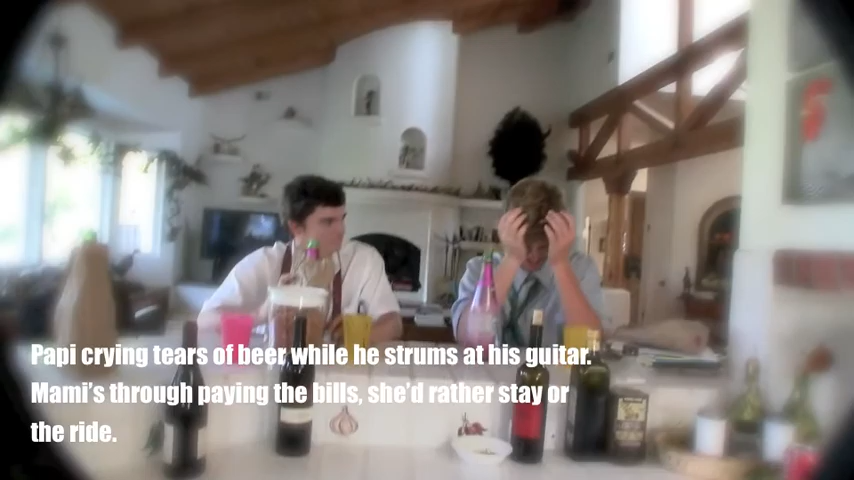 Papi crying tears of beer while he strums at his guitar.
Mami's through paying the bills, she'd rather stay or
the ride.